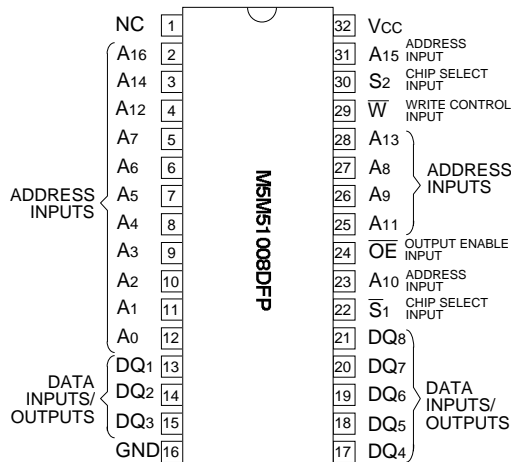 NC 1
A16 2
A14 3
A12 4
A7 5
A6 6
A5 7
A4 8
A3 9
A2 10
A1 11
A0 12
DQ1 13
DQ2 14
DQ3 15
GND 16
ADDRESS
INPUTS
DATA
INPUTS/
OUTPUTS
M5M51008DFP
32 VCC
31 A15 ADDRESS
INPUT
30 S2 CHIP SELECT
INPUT
29 W̅ WRITE CONTROL
INPUT
28 A13
27 A8
26 A9
25 A11
ADDRESS
INPUTS
24 O̅E̅ OUTPUT ENABLE
INPUT
23 A10 ADDRESS
INPUT
22 S̅1 CHIP SELECT
INPUT
21 DQ8
20 DQ7
19 DQ6
18 DQ5
17 DQ4
DATA
INPUTS/
OUTPUTS